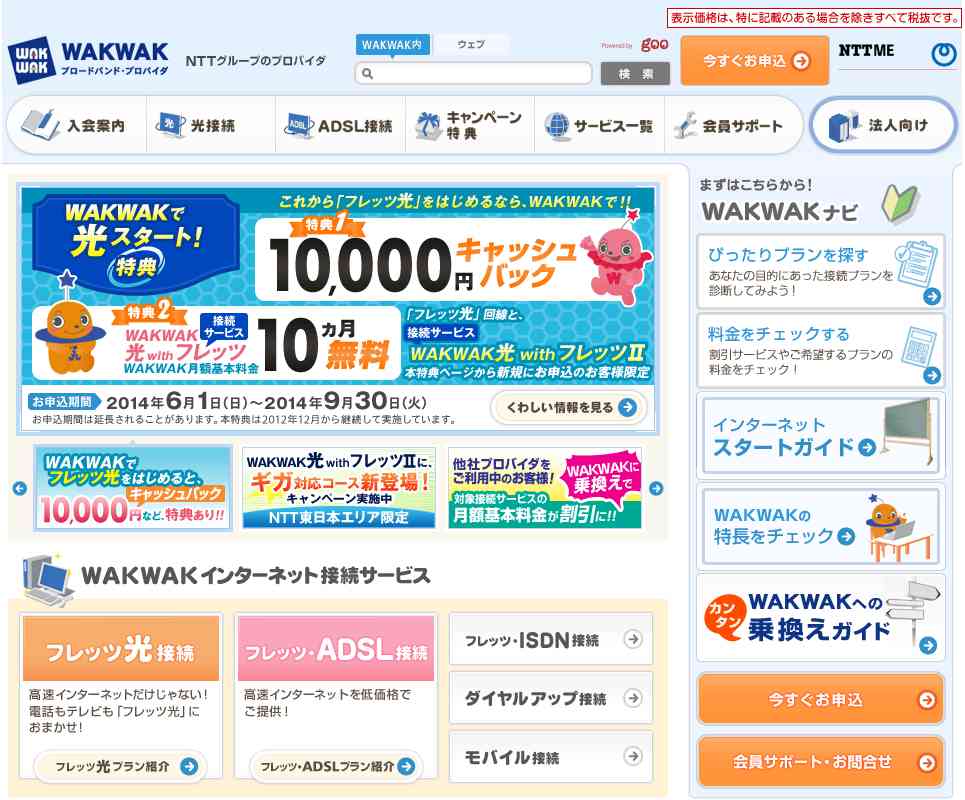 表示価格は、特に記載のある場合を除きすべて税抜です。
WAKWAK
WAKWAK
ブロードバンド・プロバイダ
NTTグループのプロバイダ
WAKWAK内
ウェブ
Powered by goo
検索
今すぐお申込
NTTME
入会案内
光
光接続
ADSL
ADSL接続
キャンペーン
特典
サービス一覧
会員サポート
法人向け
WAKWAKで
光スタート!
特典
これから「フレッツ光」をはじめるなら、WAKWAKで!!
特典1
10,000円
キャッシュ
バック
特典2
WAKWAK
光 with フレッツ
接続
サービス
WAKWAK月額基本料金
10
ヵ月
無料
「フレッツ光」回線と、
接続サービス
WAKWAK光 with フレッツⅡ
本特典ページから新規にお申込のお客様限定
お申込期間
2014年6月1日(日)～2014年9月30日(火)
お申込期間は延長されることがあります。本特典は2012年12月から継続して実施しています。
くわしい情報を見る
WAKWAKで
フレッツ光をはじめると、
キャッシュバック
10,000円など、特典あり!!
WAKWAK光 withフレッツⅡに、
ギガ対応コース新登場!
キャンペーン実施中
NTT東日本エリア限定
他社プロバイダを
ご利用中のお客様!
WAKWAKに
乗換えで
対象接続サービスの
月額基本料金が割引に!!
WAKWAKインターネット接続サービス
フレッツ光接続
高速インターネットだけじゃない!
電話もテレビも「フレッツ光」に
おまかせ!
フレッツ光プラン紹介
フレッツ・ADSL接続
高速インターネットを低価格で
ご提供!
フレッツ・ADSLプラン紹介
フレッツ・ISDN接続
ダイヤルアップ接続
モバイル接続
まずはこちらから!
WAKWAKナビ
ぴったりプランを探す
あなたの目的にあった接続プランを
診断してみよう!
料金をチェックする
割引サービスやご希望するプランの
料金をチェック!
インターネット
スタートガイド
WAKWAKの
特長をチェック
カン
タン
WAKWAKへの
乗換えガイド
今すぐお申込
会員サポート・お問合せ